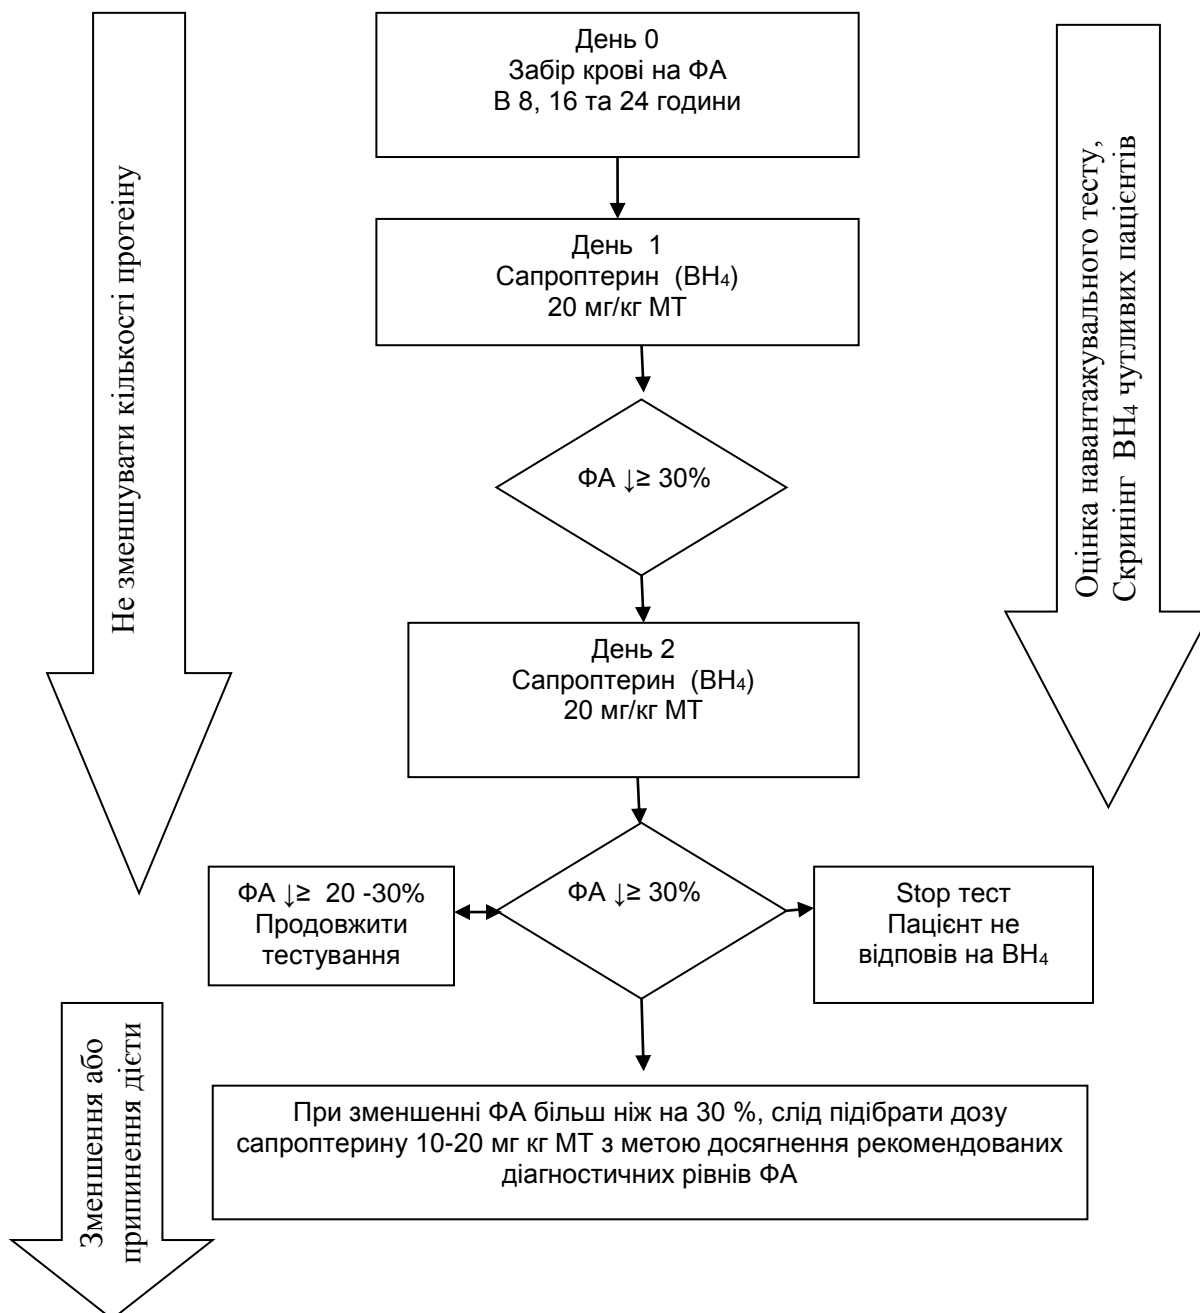 День 0
Забір крові на ФА
В 8, 16 та 24 години
Не зменшувати кількості протеіну
Оцінка навантажувального тесту,
Скринінг ВН₄ чутливих пацієнтів
День 1
Сапроптерин (ВН₄)
20 мг/кг МТ
ФА ↓≥ 30%
День 2
Сапроптерин (ВН₄)
20 мг/кг МТ
ФА ↓≥ 20 -30%
Продовжити
тестування
ФА ↓≥ 30%
Stop тест
Пацієнт не
відповів на ВН₄
Зменшення або
припинення дієти
При зменшенні ФА більш ніж на 30 %, слід підібрати дозу
сапроптерину 10-20 мг кг МТ з метою досягнення рекомендованих
діагностичних рівнів ФА